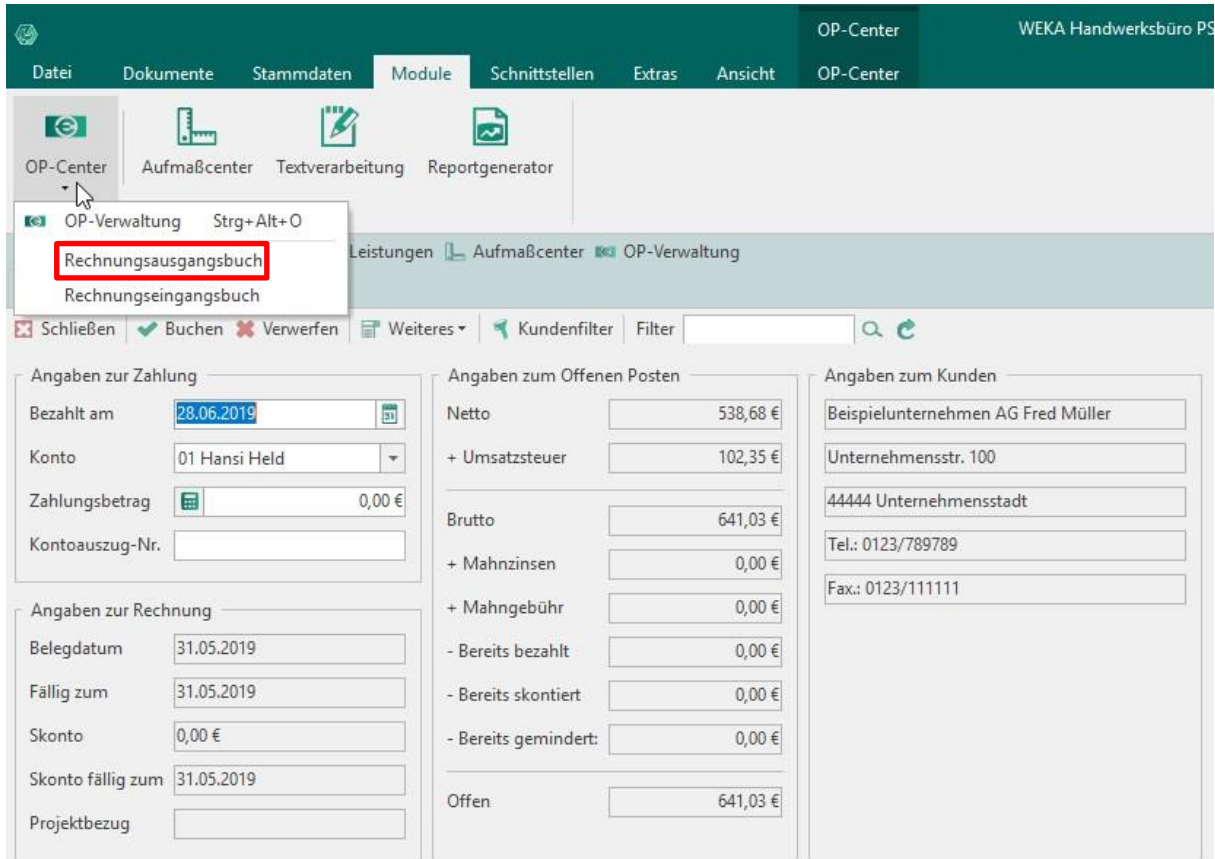 OP-Center WEKA Handwerksbüro PS
Datei Dokumente Stammdaten Module Schnittstellen Extras Ansicht OP-Center
OP-Center Aufmaßcenter Textverarbeitung Reportgenerator
OP-Verwaltung Strg+Alt+O
Rechnungsausgangsbuch
Leistungen Aufmaßcenter OP-Verwaltung
Rechnungseingangsbuch
Schließen Buchen Verwerfen Weiteres Kundenfilter Filter
Angaben zur Zahlung
Bezahlt am 28.06.2019
Konto 01 Hansi Held
Zahlungsbetrag 0,00 €
Kontoauszug-Nr.
Angaben zur Rechnung
Belegdatum 31.05.2019
Fällig zum 31.05.2019
Skonto 0,00 €
Skonto fällig zum 31.05.2019
Projektbezug
Angaben zum Offenen Posten
Netto 538,68 €
+ Umsatzsteuer 102,35 €
Brutto 641,03 €
+ Mahnzinsen 0,00 €
+ Mahngebühr 0,00 €
- Bereits bezahlt 0,00 €
- Bereits skontiert 0,00 €
- Bereits gemindert: 0,00 €
Offen 641,03 €
Angaben zum Kunden
Beispielunternehmen AG Fred Müller
Unternehmensstr. 100
44444 Unternehmensstadt
Tel.: 0123/789789
Fax.: 0123/111111